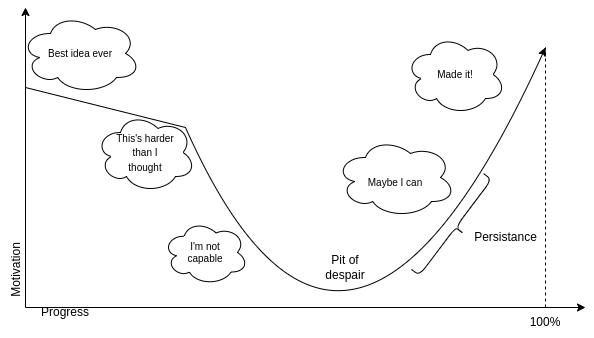 Best idea ever
This's harder
than I
thought
I'm not
capable
Pit of
despair
Maybe I can
Made it!
Persistance
Motivation
Progress
100%